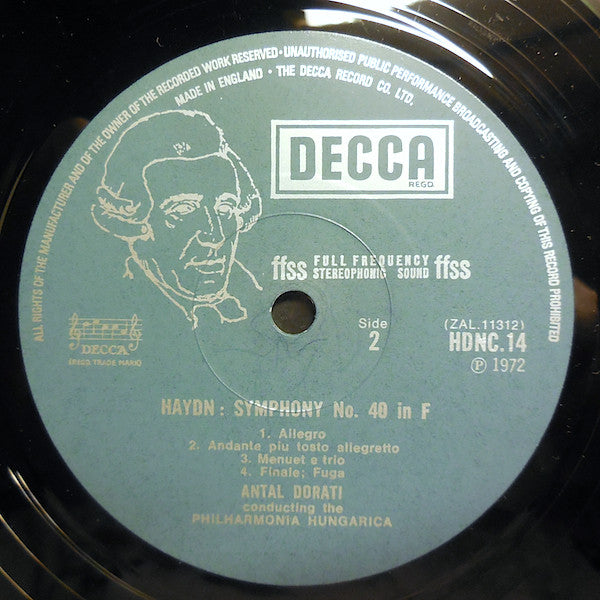 ALL RIGHTS OF THE MANUFACTURER AND OF THE OWNER OF THE RECORDED WORK RESERVED · UNAUTHORISED PUBLIC PERFORMANCE BROADCASTING AND COPYING OF THIS RECORD PROHIBITED
MADE IN ENGLAND · THE DECCA RECORD CO. LTD.
DECCA
REGD.
ffss FULL FREQUENCY STEREOPHONIC SOUND ffss
DECCA
(REGD. TRADE MARK)
Side
2
(ZAL.11312)
HDNC.14
℗ 1972
HAYDN: SYMPHONY No. 40 in F
1. Allegro
2. Andante piu tosto allegretto
3. Menuet e trio
4. Finale; Fuga
ANTAL DORATI
conducting the
PHILHARMONIA HUNGARICA